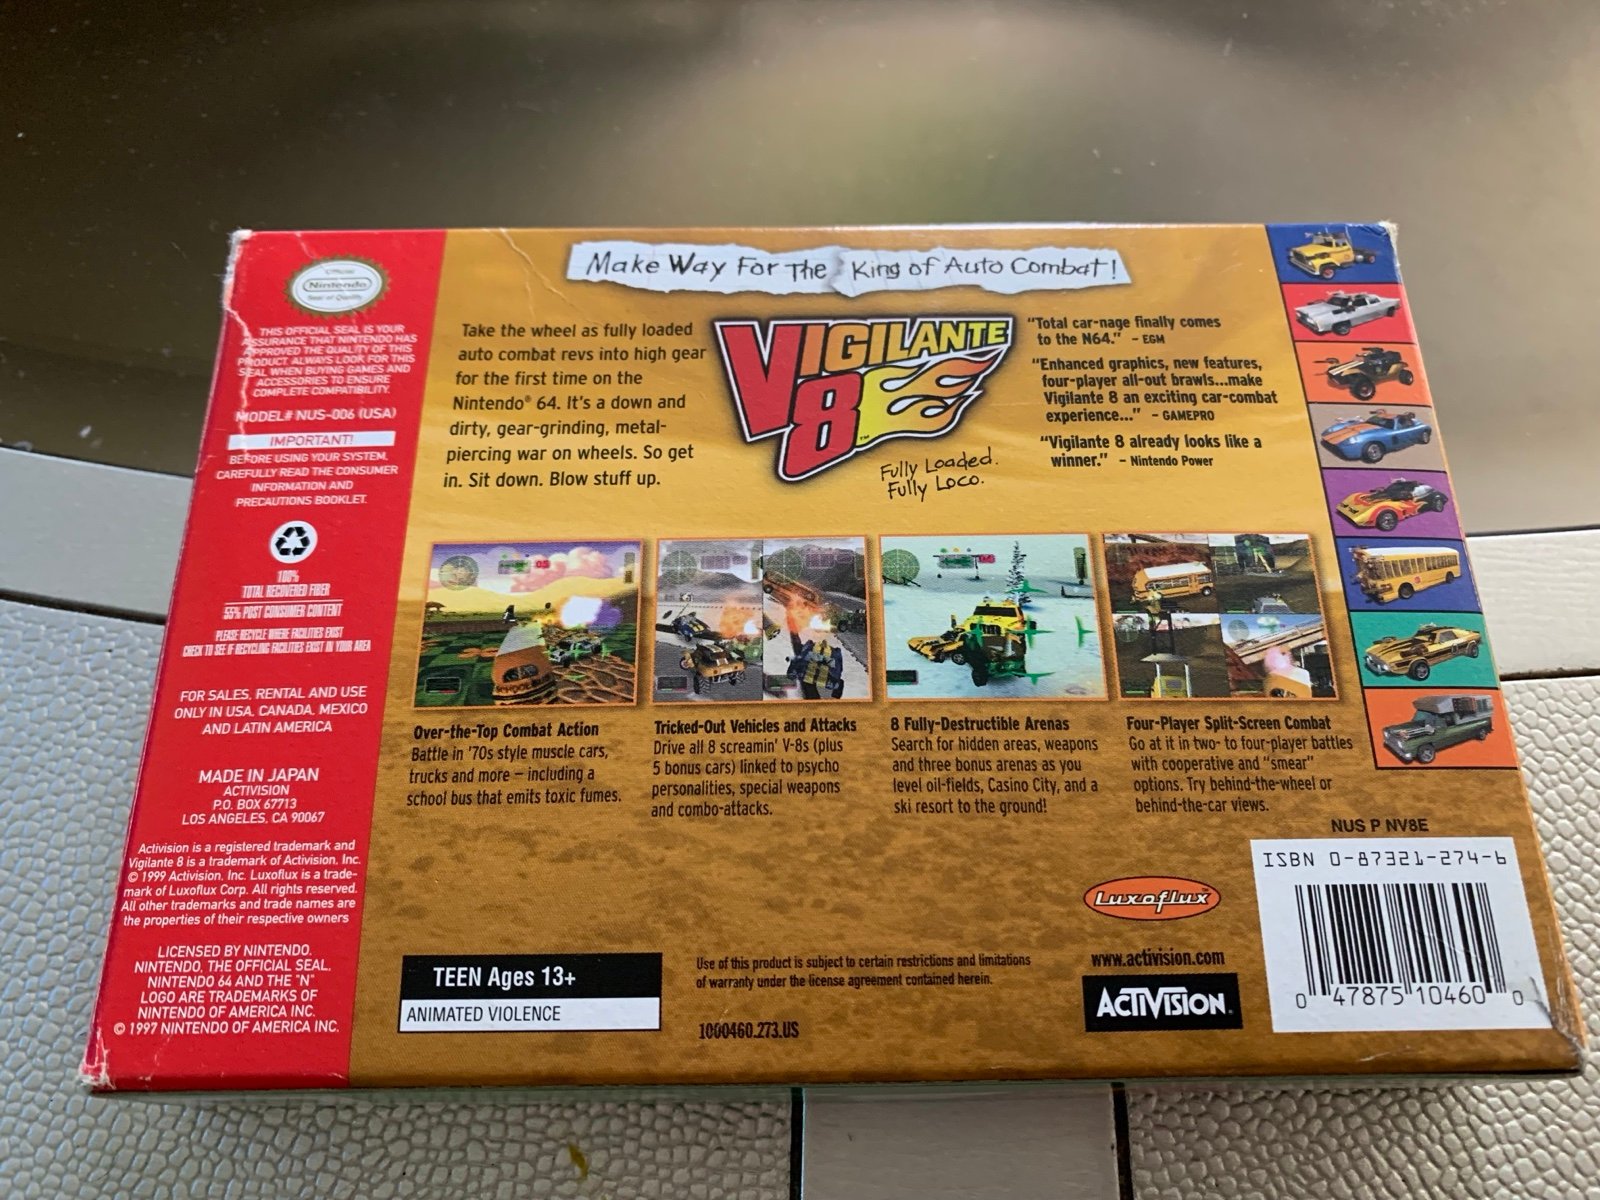 Make Way For The King of Auto Combat!
Official
Nintendo
Seal of Quality
THIS OFFICIAL SEAL IS YOUR
ASSURANCE THAT NINTENDO HAS
APPROVED THE QUALITY OF THIS
PRODUCT. ALWAYS LOOK FOR THIS
SEAL WHEN BUYING GAMES AND
ACCESSORIES TO ENSURE
COMPLETE COMPATIBILITY.
MODEL# NUS-006 (USA)
IMPORTANT!
BEFORE USING YOUR SYSTEM,
CAREFULLY READ THE CONSUMER
INFORMATION AND
PRECAUTIONS BOOKLET.
100%
TOTAL RECOVERED FIBER
55% POST CONSUMER CONTENT
PLEASE RECYCLE WHERE FACILITIES EXIST
CHECK TO SEE IF RECYCLING FACILITIES EXIST IN YOUR AREA
FOR SALES, RENTAL AND USE
ONLY IN USA, CANADA, MEXICO
AND LATIN AMERICA
MADE IN JAPAN
ACTIVISION
P.O. BOX 67713
LOS ANGELES, CA 90067
Activision is a registered trademark and
Vigilante 8 is a trademark of Activision, Inc.
© 1999 Activision, Inc. Luxoflux is a trade-
mark of Luxoflux Corp. All rights reserved.
All other trademarks and trade names are
the properties of their respective owners
LICENSED BY NINTENDO.
NINTENDO, THE OFFICIAL SEAL,
NINTENDO 64 AND THE "N"
LOGO ARE TRADEMARKS OF
NINTENDO OF AMERICA INC.
© 1997 NINTENDO OF AMERICA INC.
Take the wheel as fully loaded
auto combat revs into high gear
for the first time on the
Nintendo® 64. It's a down and
dirty, gear-grinding, metal-
piercing war on wheels. So get
in. Sit down. Blow stuff up.
VIGILANTE
8™
Fully Loaded.
Fully Loco.
"Total car-nage finally comes
to the N64." – EGM
"Enhanced graphics, new features,
four-player all-out brawls...make
Vigilante 8 an exciting car-combat
experience..." – GAMEPRO
"Vigilante 8 already looks like a
winner." – Nintendo Power
SCHOOL
Over-the-Top Combat Action
Battle in '70s style muscle cars,
trucks and more – including a
school bus that emits toxic fumes.
Tricked-Out Vehicles and Attacks
Drive all 8 screamin' V-8s (plus
5 bonus cars) linked to psycho
personalities, special weapons
and combo-attacks.
8 Fully-Destructible Arenas
Search for hidden areas, weapons
and three bonus arenas as you
level oil-fields, Casino City, and a
ski resort to the ground!
Four-Player Split-Screen Combat
Go at it in two- to four-player battles
with cooperative and "smear"
options. Try behind-the-wheel or
behind-the-car views.
NUS P NV8E
ISBN 0-87321-274-6
0 47875 10460 0
Luxoflux™
www.activision.com
ACTIVISION®
TEEN Ages 13+
ANIMATED VIOLENCE
Use of this product is subject to certain restrictions and limitations
of warranty under the license agreement contained herein.
1000460.273.US